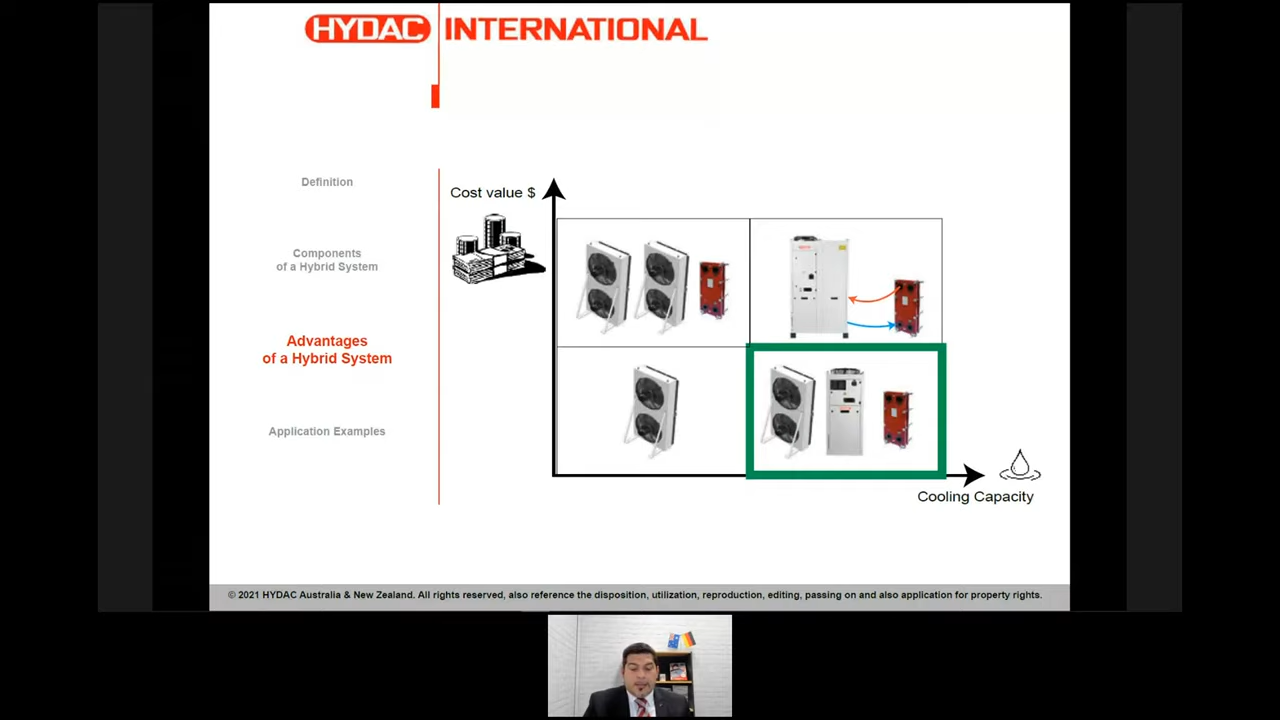 HYDAC INTERNATIONAL
Definition
Components
of a Hybrid System
Advantages
of a Hybrid System
Application Examples
Cost value $
Cooling Capacity
© 2021 HYDAC Australia & New Zealand. All rights reserved, also reference the disposition, utilization, reproduction, editing, passing on and also application for property rights.